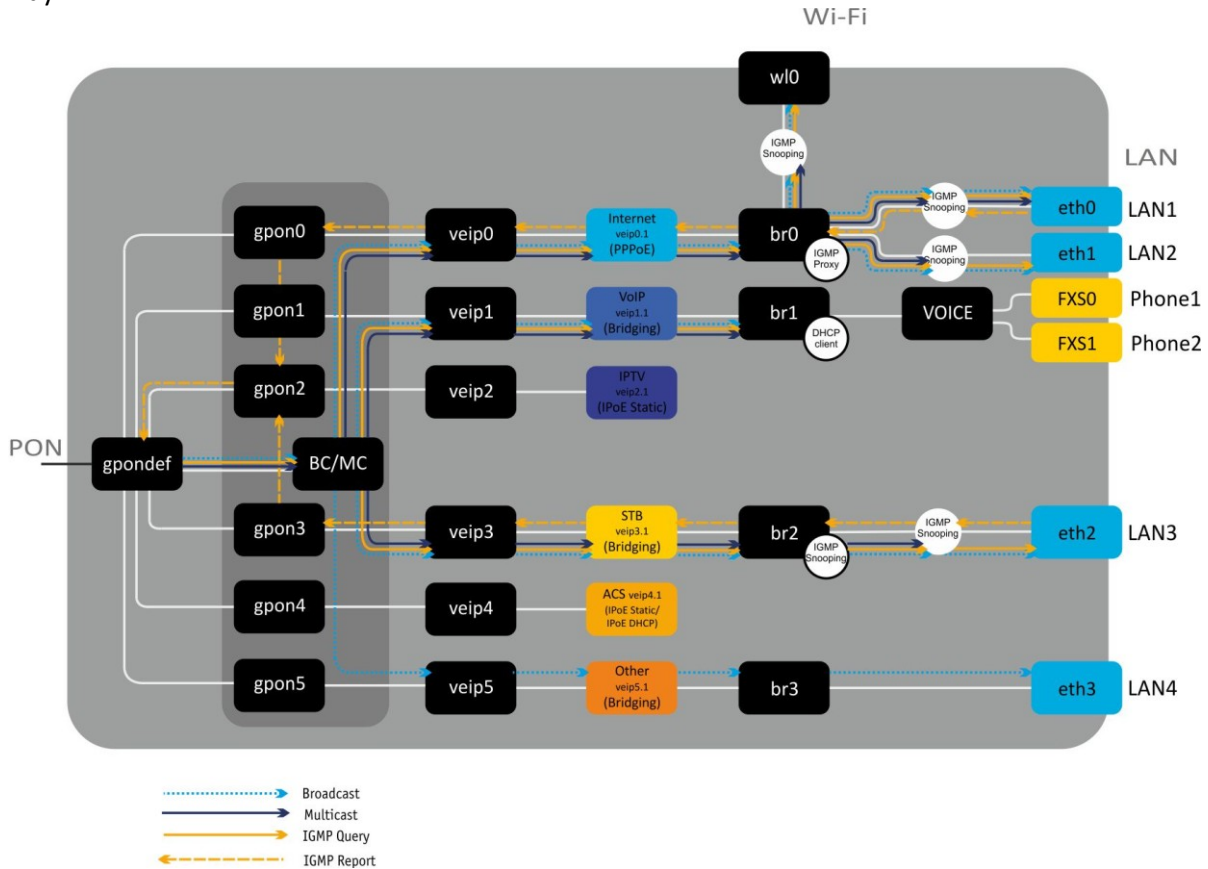 Wi-Fi
wl0
IGMP
Snooping
LAN
gpon0
veip0
Internet
veip0.1
(PPPoE)
br0
IGMP
Proxy
IGMP
Snooping
eth0
LAN1
IGMP
Snooping
eth1
LAN2
gpon1
veip1
VoIP
veip1.1
(Bridging)
br1
DHCP
client
VOICE
FXS0
Phone1
FXS1
Phone2
gpon2
veip2
IPTV
veip2.1
(IPoE Static)
PON
gpondef
BC/MC
gpon3
veip3
STB
veip3.1
(Bridging)
br2
IGMP
Snooping
IGMP
Snooping
eth2
LAN3
gpon4
veip4
ACS veip4.1
(IPoE Static/
IPoE DHCP)
gpon5
veip5
Other
veip5.1
(Bridging)
br3
eth3
LAN4
Broadcast
Multicast
IGMP Query
IGMP Report